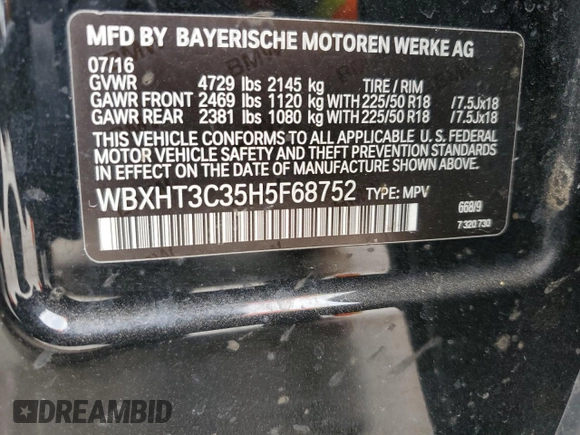 MFD BY BAYERISCHE MOTOREN WERKE AG
07/16
GVWR 4729 lbs 2145 kg TIRE / RIM
GAWR FRONT 2469 lbs 1120 kg WITH 225/50 R18 /7.5Jx18
GAWR REAR 2381 lbs 1080 kg WITH 225/50 R18 /7.5Jx18
THIS VEHICLE CONFORMS TO ALL APPLICABLE U. S. FEDERAL
MOTOR VEHICLE SAFETY AND THEFT PREVENTION STANDARDS
IN EFFECT ON THE DATE OF MANUFACTURE SHOWN ABOVE.
WBXHT3C35H5F68752 TYPE: MPV
668/9
7 320 730
DREAMBID